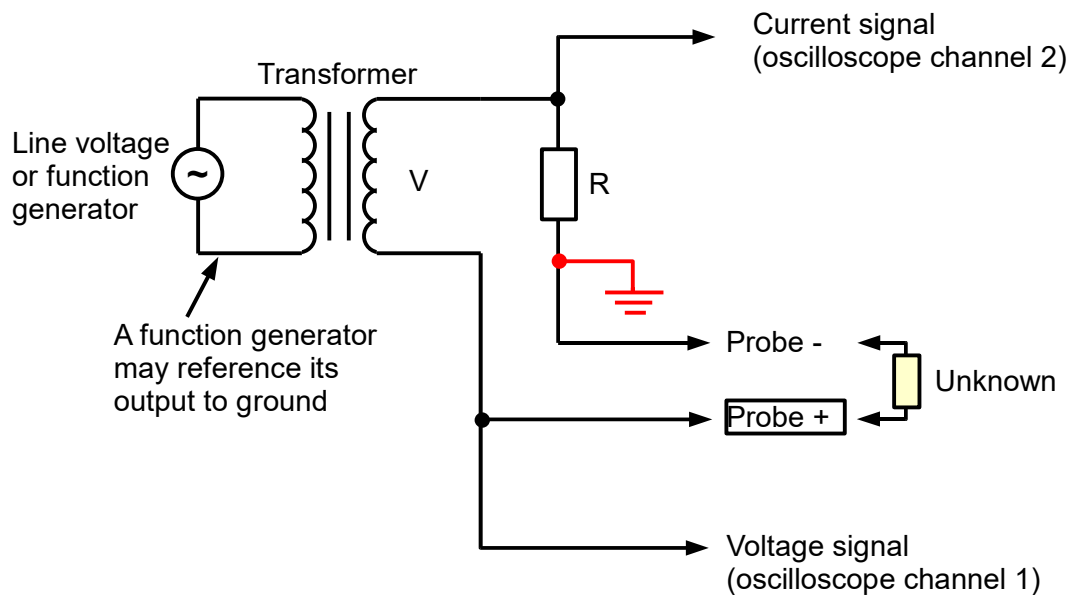 Current signal
(oscilloscope channel 2)
Transformer
Line voltage
or function
generator
~
V
R
A function generator
may reference its
output to ground
Probe -
Unknown
Probe +
Voltage signal
(oscilloscope channel 1)